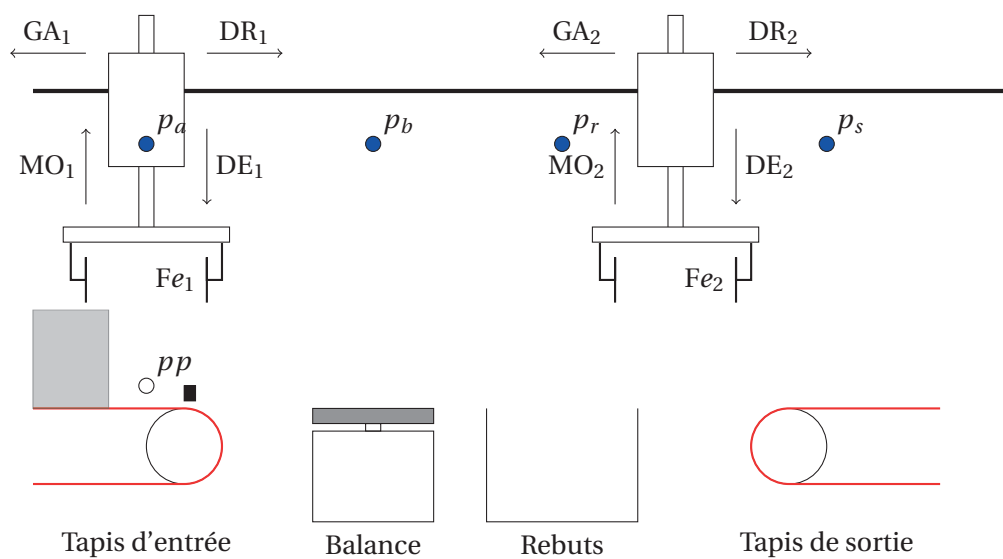 GA₁ DR₁ GA₂ DR₂
pₐ p_b pᵣ pₛ
MO₁ DE₁ MO₂ DE₂
Fe₁ Fe₂
pp
Tapis d'entrée Balance Rebuts Tapis de sortie